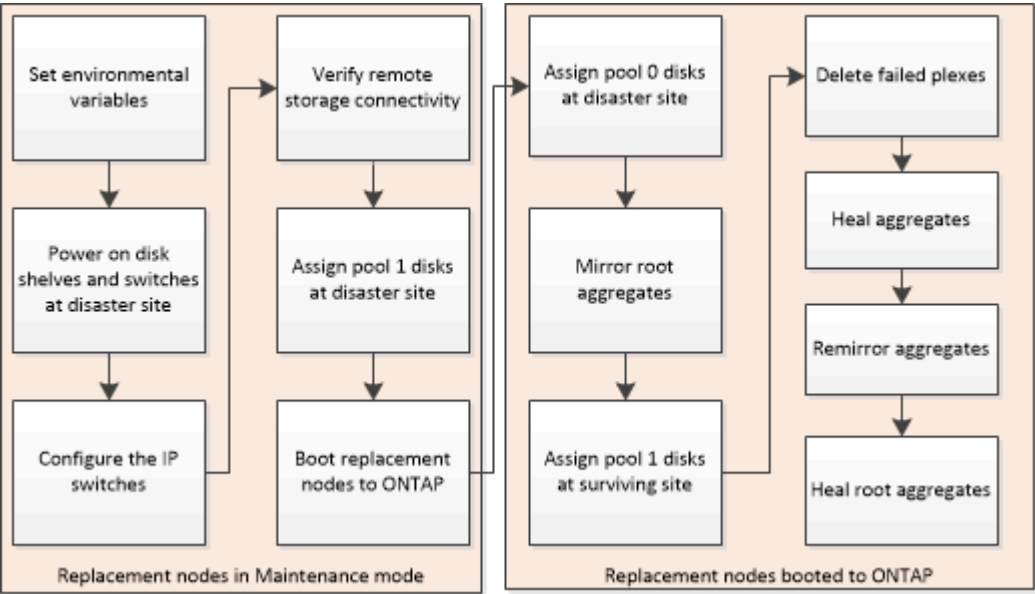 Set environmental
variables
Power on disk
shelves and switches
at disaster site
Configure the IP
switches
Verify remote
storage connectivity
Assign pool 1 disks
at disaster site
Boot replacement
nodes to ONTAP
Replacement nodes in Maintenance mode
Assign pool 0 disks
at disaster site
Mirror root
aggregates
Assign pool 1 disks
at surviving site
Delete failed plexes
Heal aggregates
Remirror aggregates
Heal root aggregates
Replacement nodes booted to ONTAP